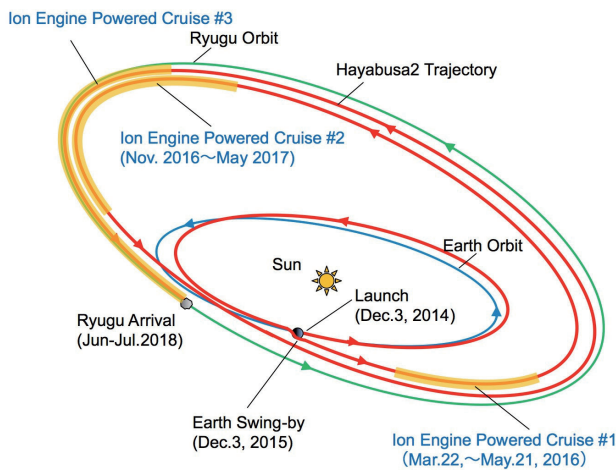 Ion Engine Powered Cruise #3
Ryugu Orbit
Hayabusa2 Trajectory
Ion Engine Powered Cruise #2
(Nov. 2016～May 2017)
Earth Orbit
Sun
Launch
(Dec.3, 2014)
Ryugu Arrival
(Jun-Jul.2018)
Earth Swing-by
(Dec.3, 2015)
Ion Engine Powered Cruise #1
（Mar.22,～May.21, 2016)